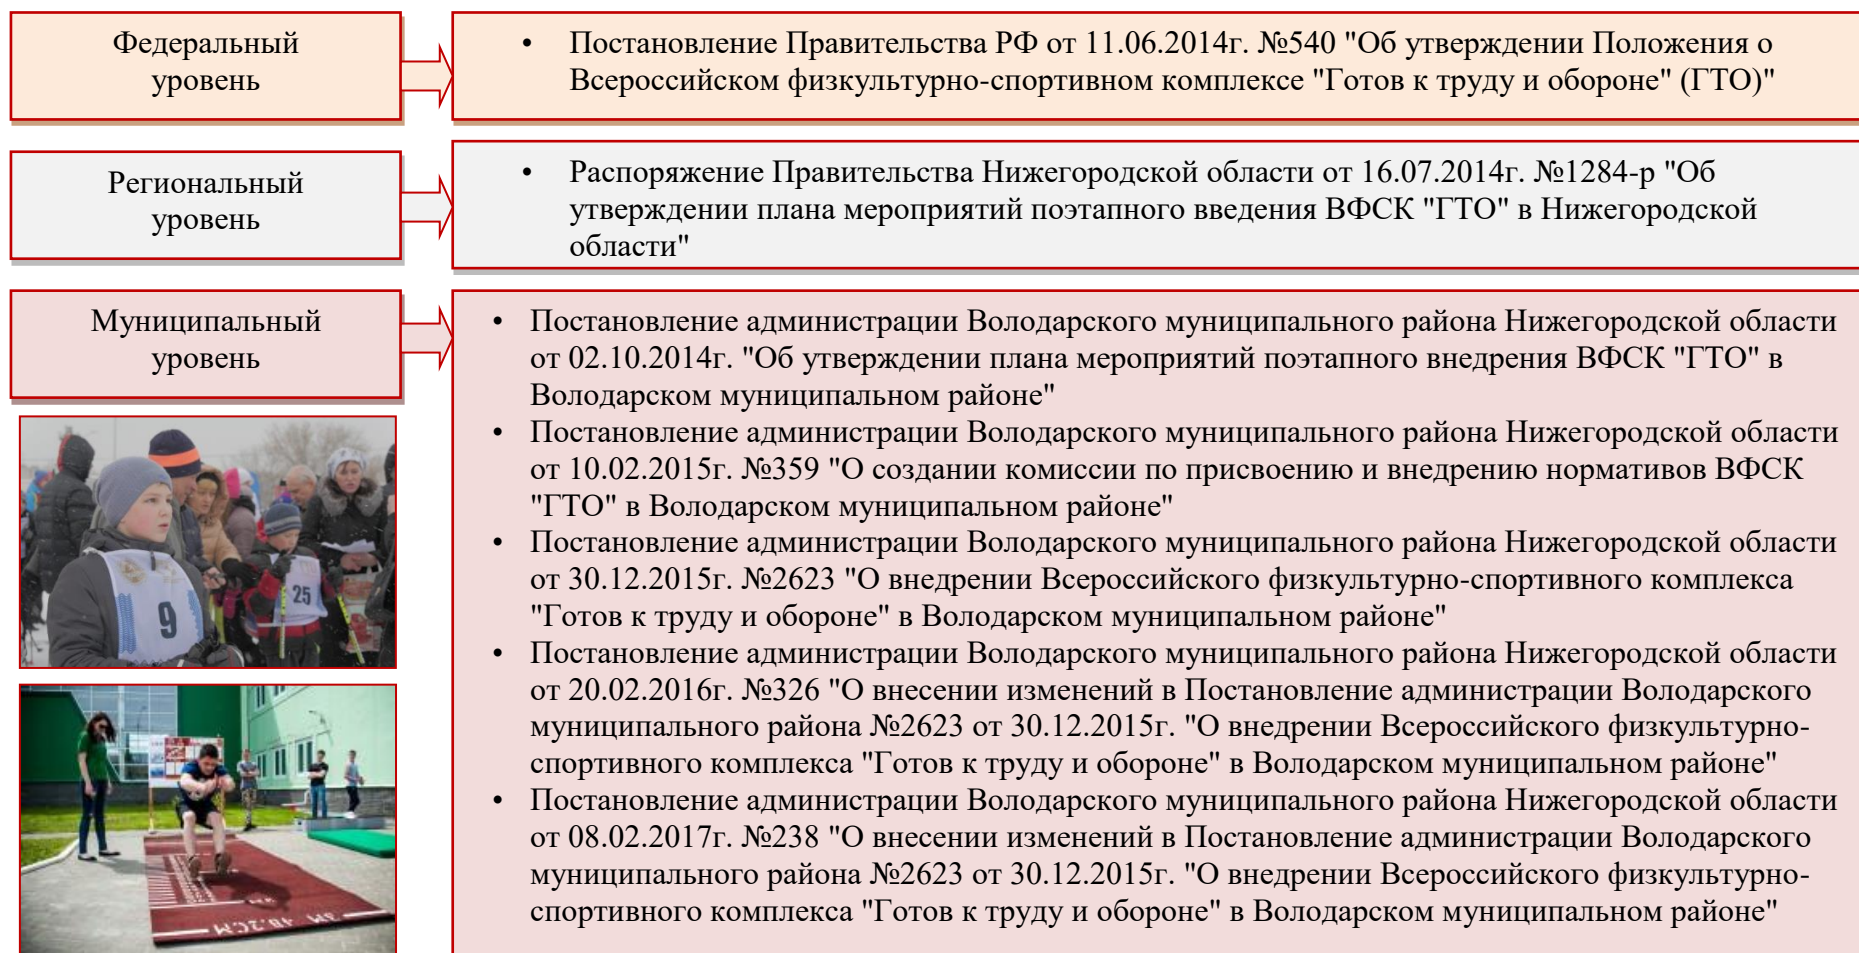 Федеральный
уровень
• Постановление Правительства РФ от 11.06.2014г. №540 "Об утверждении Положения о
Всероссийском физкультурно-спортивном комплексе "Готов к труду и обороне" (ГТО)"
Региональный
уровень
• Распоряжение Правительства Нижегородской области от 16.07.2014г. №1284-р "Об
утверждении плана мероприятий поэтапного введения ВФСК "ГТО" в Нижегородской
области"
Муниципальный
уровень
• Постановление администрации Володарского муниципального района Нижегородской области
от 02.10.2014г. "Об утверждении плана мероприятий поэтапного внедрения ВФСК "ГТО" в
Володарском муниципальном районе"
• Постановление администрации Володарского муниципального района Нижегородской области
от 10.02.2015г. №359 "О создании комиссии по присвоению и внедрению нормативов ВФСК
"ГТО" в Володарском муниципальном районе"
• Постановление администрации Володарского муниципального района Нижегородской области
от 30.12.2015г. №2623 "О внедрении Всероссийского физкультурно-спортивного комплекса
"Готов к труду и обороне" в Володарском муниципальном районе"
• Постановление администрации Володарского муниципального района Нижегородской области
от 20.02.2016г. №326 "О внесении изменений в Постановление администрации Володарского
муниципального района №2623 от 30.12.2015г. "О внедрении Всероссийского физкультурно-
спортивного комплекса "Готов к труду и обороне" в Володарском муниципальном районе"
• Постановление администрации Володарского муниципального района Нижегородской области
от 08.02.2017г. №238 "О внесении изменений в Постановление администрации Володарского
муниципального района №2623 от 30.12.2015г. "О внедрении Всероссийского физкультурно-
спортивного комплекса "Готов к труду и обороне" в Володарском муниципальном районе"
9
25